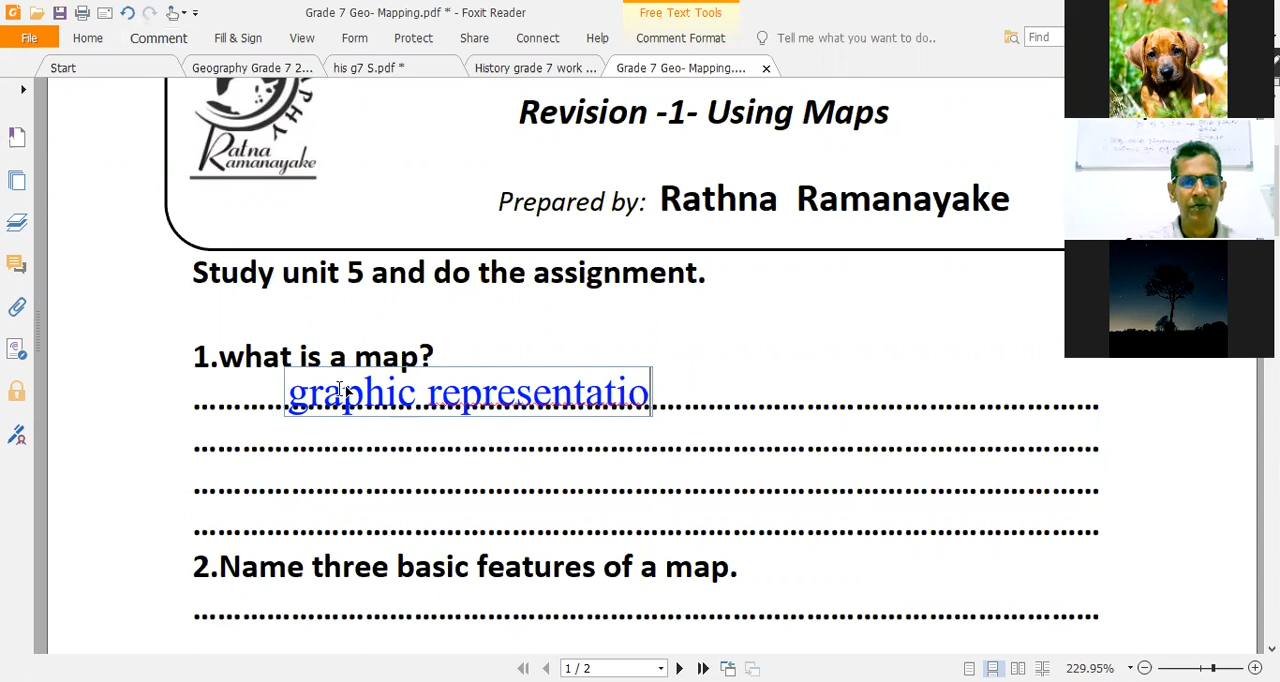 Grade 7 Geo- Mapping.pdf * - Foxit Reader
Free Text Tools
File
Home
Comment
Fill & Sign
View
Form
Protect
Share
Connect
Help
Comment Format
Tell me what you want to do..
Find
Start
Geography Grade 7 2...
his g7 S.pdf *
History grade 7 work ...
Grade 7 Geo- Mapping....
PHY
Ratna
Ramanayake
Revision -1- Using Maps
Prepared by: Rathna Ramanayake
Study unit 5 and do the assignment.
1.what is a map?
graphic representatio
2.Name three basic features of a map.
1 / 2
229.95%